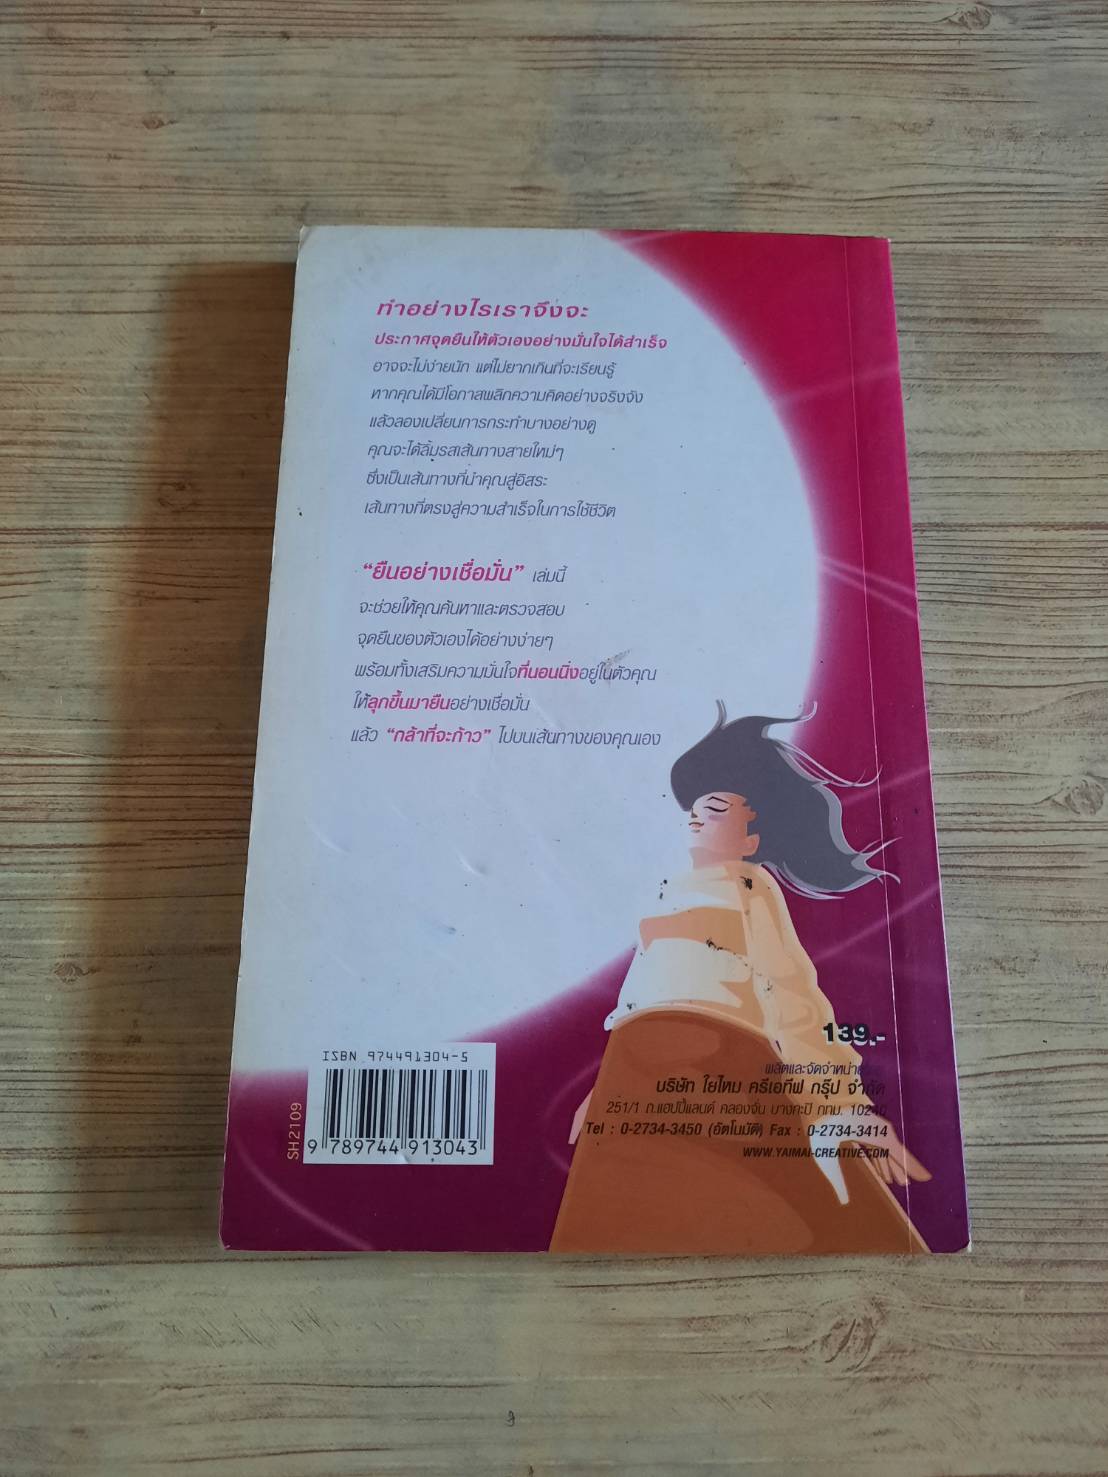 ทำอย่างไรเราจึงจะ
ประกาศจุดยืนให้ตัวเองอย่างมั่นใจได้สำเร็จ
อาจจะไม่ง่ายนัก แต่ไม่ยากเกินที่จะเรียนรู้
หากคุณได้มีโอกาสพลิกความคิดอย่างจริงจัง
แล้วลองเปลี่ยนการกระทำบางอย่างดู
คุณจะได้ลิ้มรสเส้นทางสายใหม่ๆ
ซึ่งเป็นเส้นทางที่นำคุณสู่อิสระ
เส้นทางที่ตรงสู่ความสำเร็จในการใช้ชีวิต
“ยืนอย่างเชื่อมั่น” เล่มนี้
จะช่วยให้คุณค้นหาและตรวจสอบ
จุดยืนของตัวเองได้อย่างง่ายๆ
พร้อมทั้งเสริมความมั่นใจที่นอนนิ่งอยู่ในตัวคุณ
ให้ลุกขึ้นมายืนอย่างเชื่อมั่น
แล้ว “กล้าที่จะก้าว” ไปบนเส้นทางของคุณเอง
139.-
ผลิตและจัดจำหน่าย
บริษัท ใยไหม ครีเอทีฟ กรุ๊ป จำกัด
251/1 ถ.แฮปปี้แลนด์ คลองจั่น บางกะปิ กทม. 10240
Tel : 0-2734-3450 (อัตโนมัติ) Fax : 0-2734-3414
WWW.YAIMAI-CREATIVE.COM
ISBN 974491304-5
9 789744 913043
SH2109